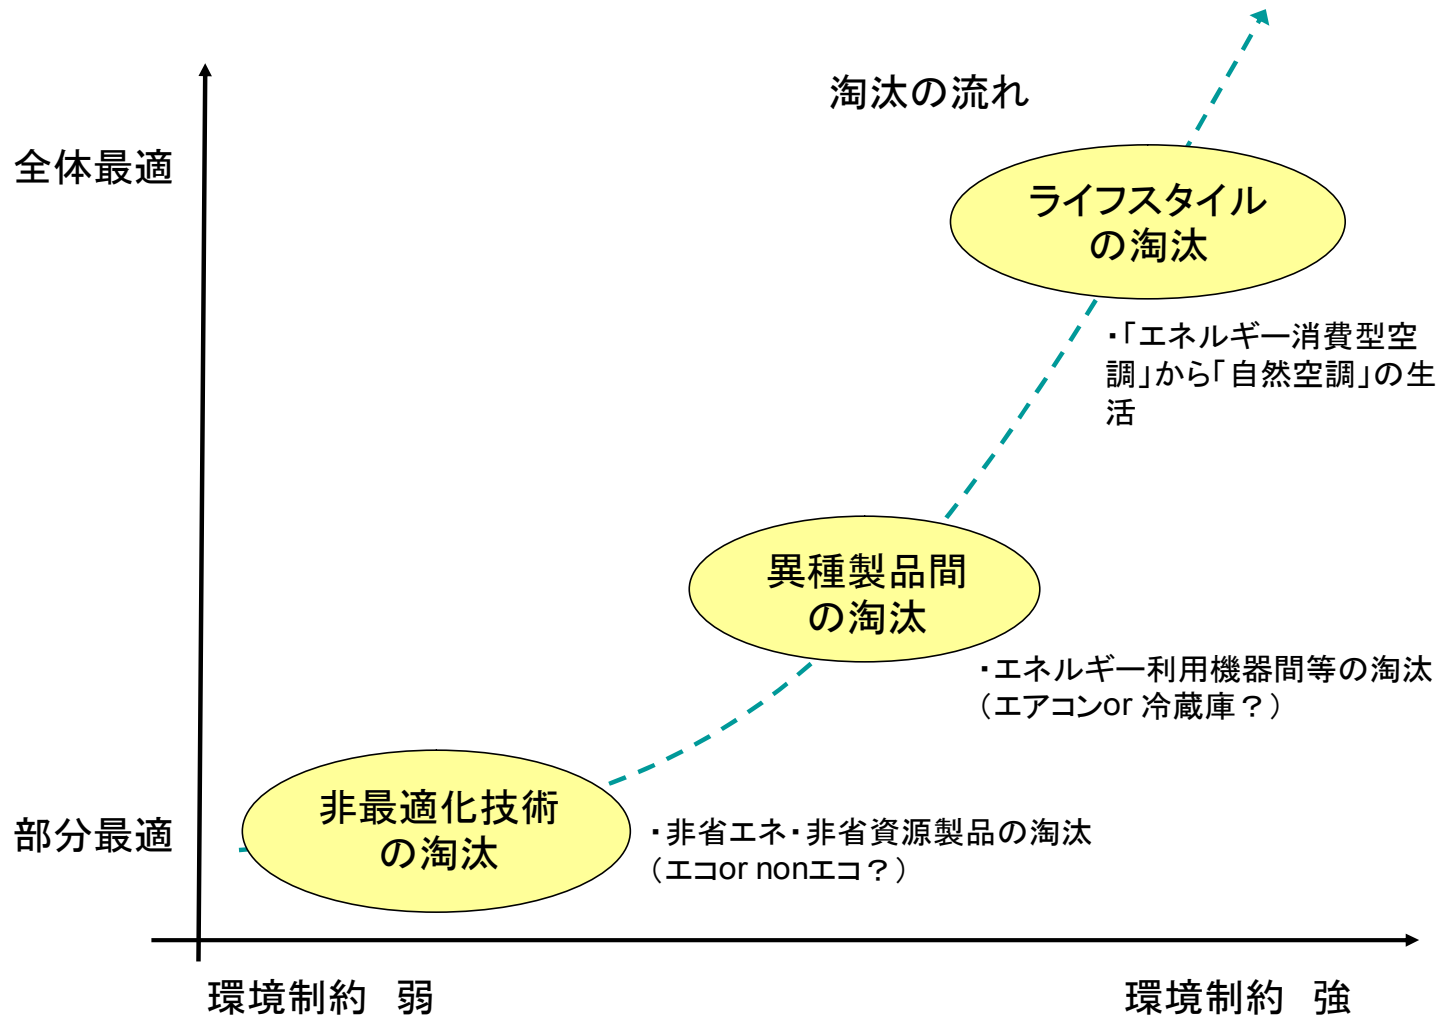 淘汰の流れ
全体最適
ライフスタイル
の淘汰
・「エネルギー消費型空
調」から「自然空調」の生
活
異種製品間
の淘汰
・エネルギー利用機器間等の淘汰
（エアコンor 冷蔵庫？）
部分最適
非最適化技術
の淘汰
・非省エネ・非省資源製品の淘汰
（エコor nonエコ？）
環境制約　弱
環境制約　強